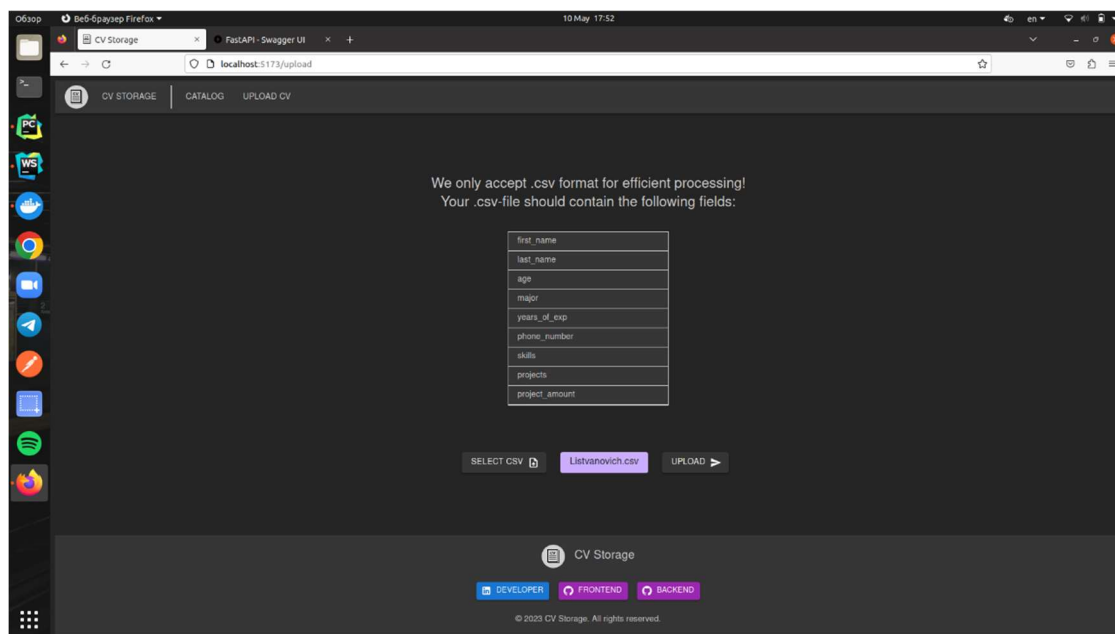 Обзор Веб-браузер Firefox 10 May 17:52 en
CV Storage × FastAPI - Swagger UI × +
localhost:5173/upload
CV STORAGE CATALOG UPLOAD CV
We only accept .csv format for efficient processing!
Your .csv-file should contain the following fields:
first_name
last_name
age
major
years_of_exp
phone_number
skills
projects
project_amount
SELECT CSV Listvanovich.csv UPLOAD
CV Storage
DEVELOPER FRONTEND BACKEND
© 2023 CV Storage. All rights reserved.
PC
WS